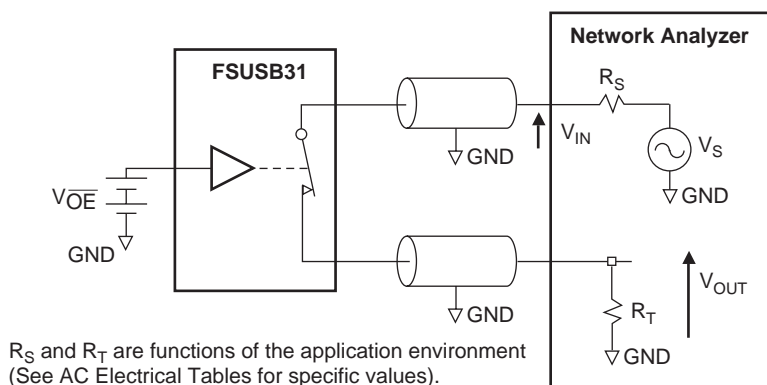 Network Analyzer
FSUSB31
R_S
V_IN
V_S
GND
GND
V_OE̅
GND
GND
V_OUT
R_T
GND
R_S and R_T are functions of the application environment
(See AC Electrical Tables for specific values).